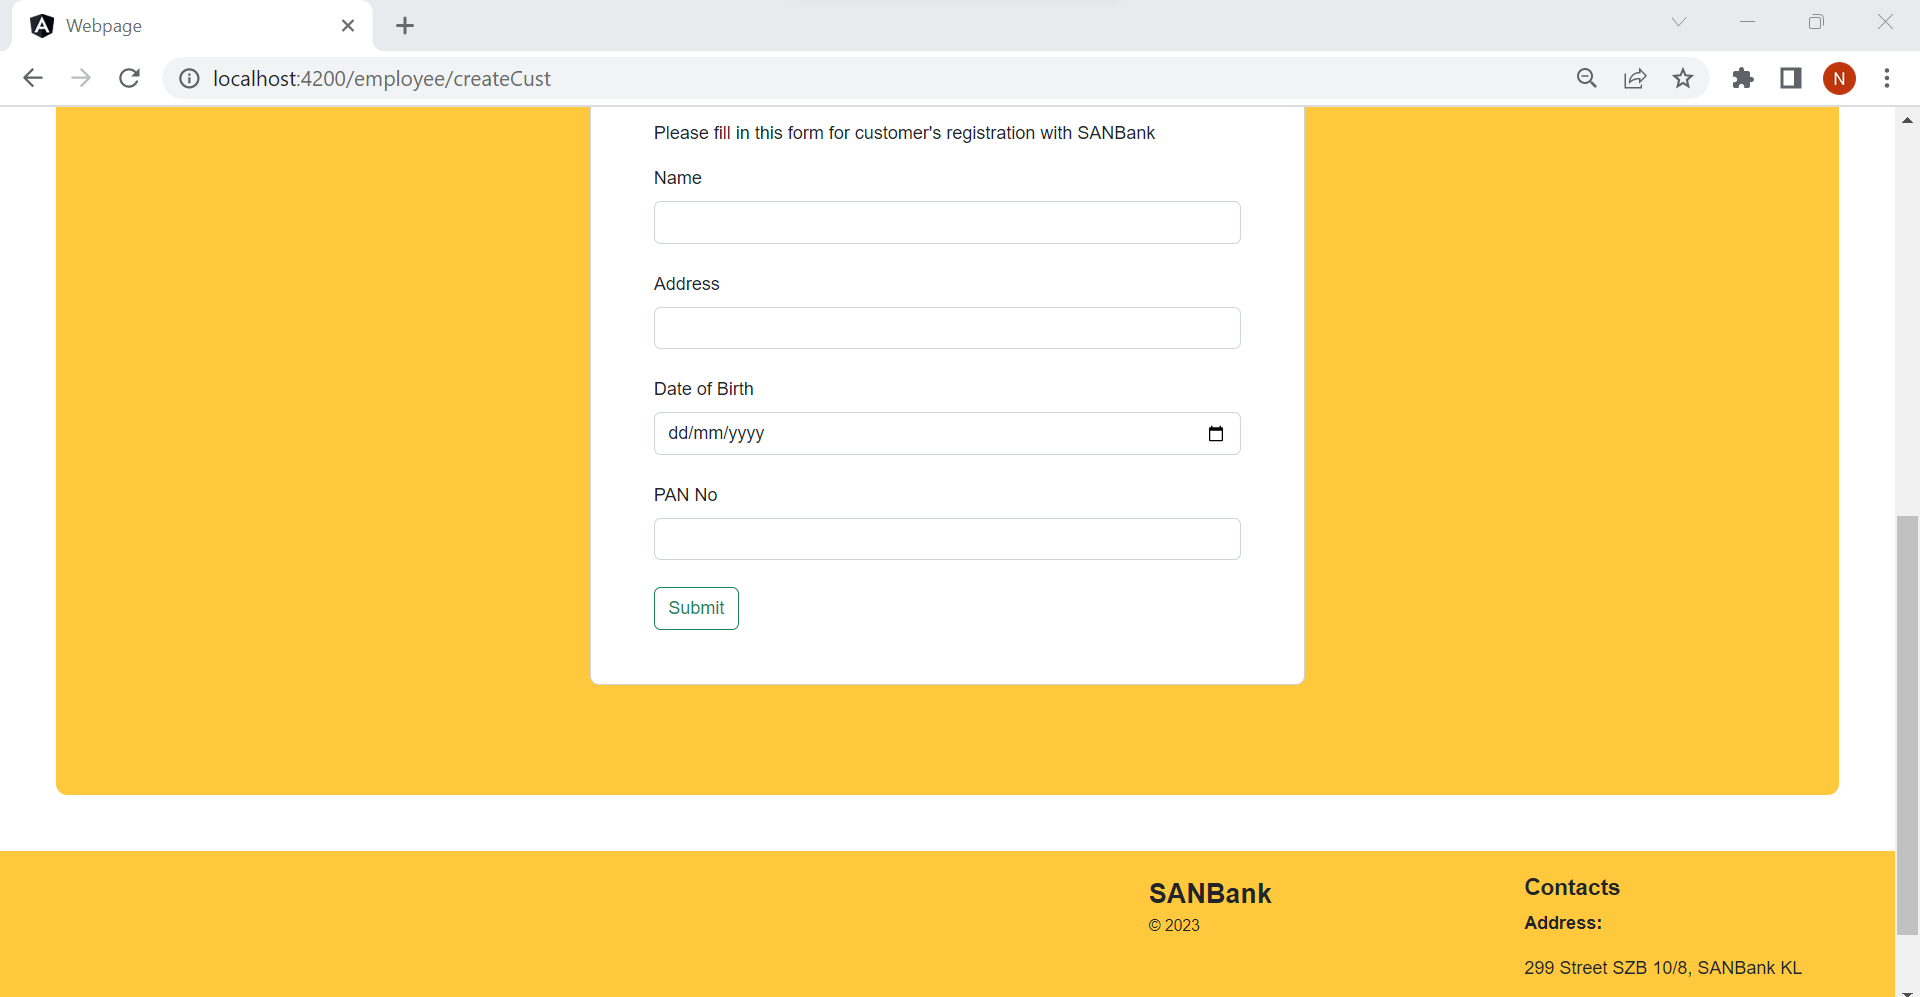 Webpage
localhost:4200/employee/createCust
N
Please fill in this form for customer's registration with SANBank
Name
Address
Date of Birth
dd/mm/yyyy
PAN No
Submit
SANBank
© 2023
Contacts
Address:
299 Street SZB 10/8, SANBank KL